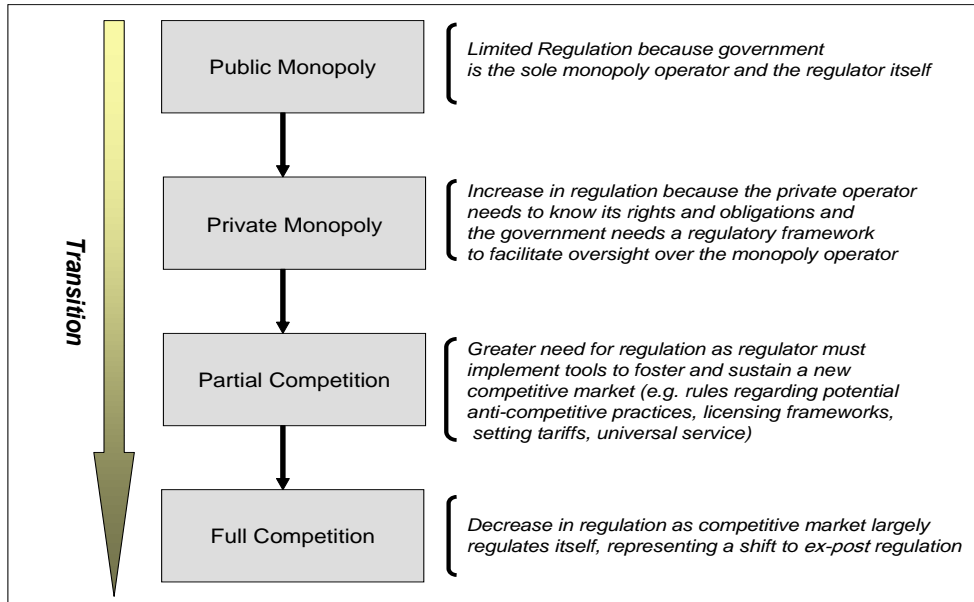 Public Monopoly
Limited Regulation because government
is the sole monopoly operator and the regulator itself
Transition
Private Monopoly
Increase in regulation because the private operator
needs to know its rights and obligations and
the government needs a regulatory framework
to facilitate oversight over the monopoly operator
Partial Competition
Greater need for regulation as regulator must
implement tools to foster and sustain a new
competitive market (e.g. rules regarding potential
anti-competitive practices, licensing frameworks,
setting tariffs, universal service)
Full Competition
Decrease in regulation as competitive market largely
regulates itself, representing a shift to ex-post regulation